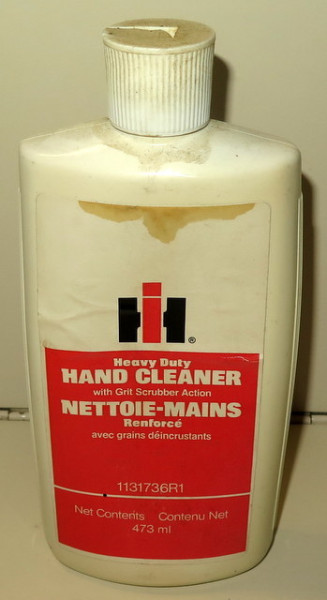 IH®
Heavy Duty
HAND CLEANER
with Grit Scrubber Action
NETTOIE-MAINS
Renforcé
avec grains déincrustants
1131736R1
Net Contents Contenu Net
473 ml